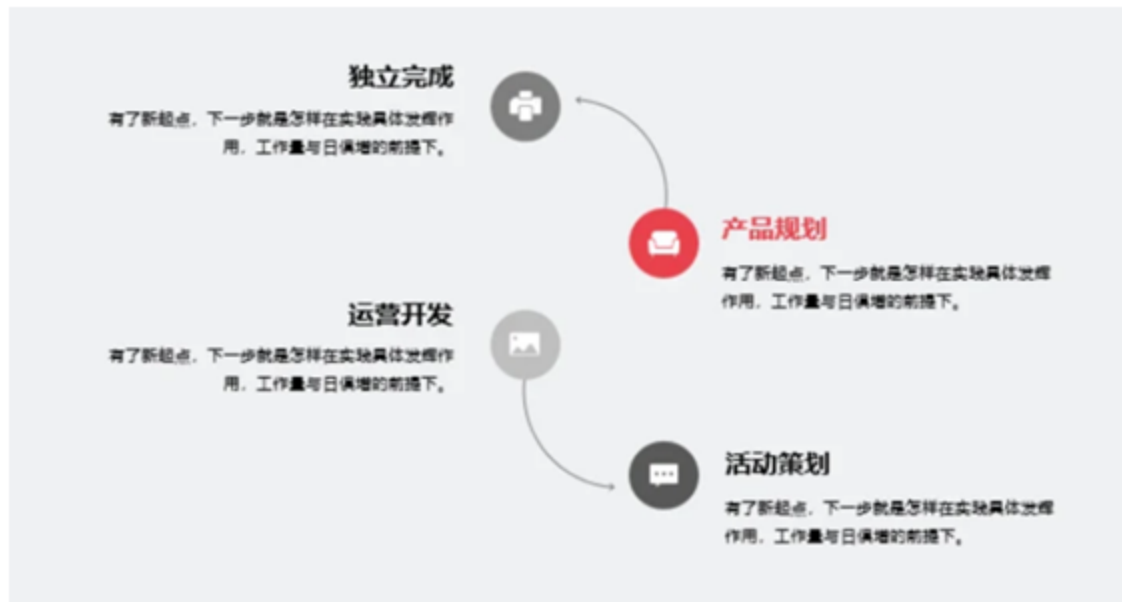 独立完成
有了新起点，下一步就是怎样在实践具体发挥作
用，工作量与日俱增的前提下。
产品规划
有了新起点，下一步就是怎样在实践具体发挥
作用，工作量与日俱增的前提下。
运营开发
有了新起点，下一步就是怎样在实践具体发挥作
用，工作量与日俱增的前提下。
活动策划
有了新起点，下一步就是怎样在实践具体发挥
作用，工作量与日俱增的前提下。